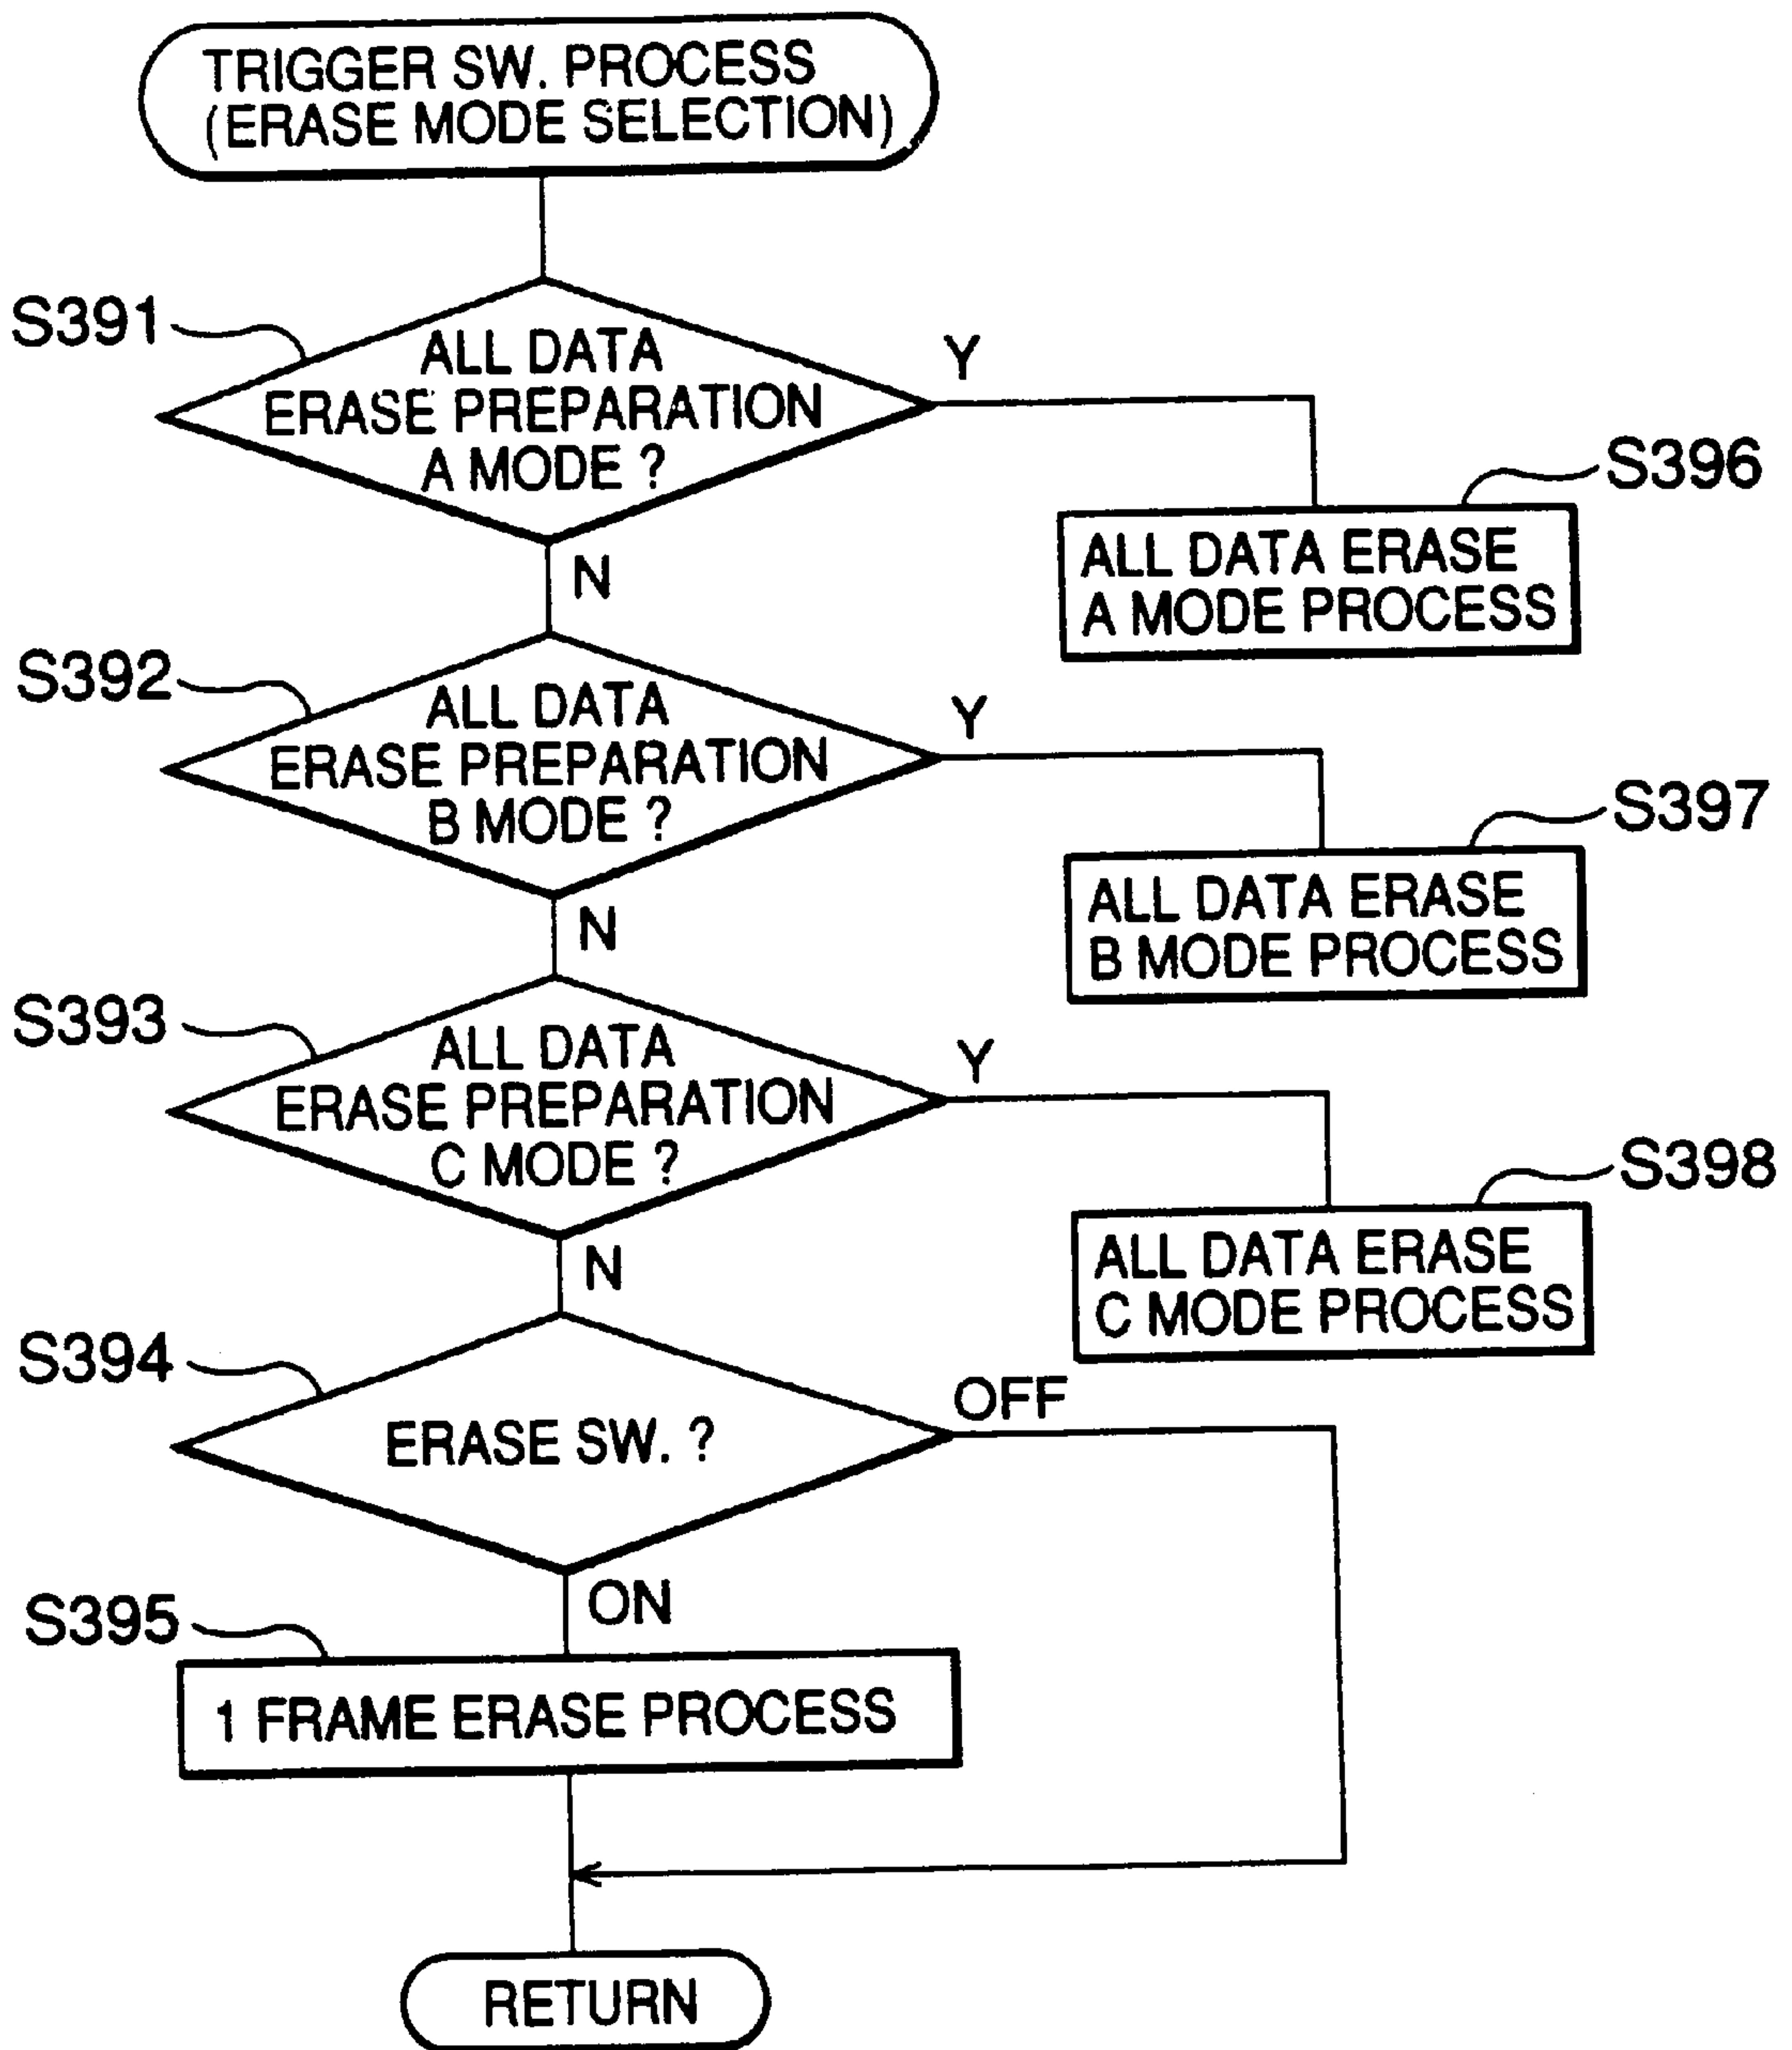 TRIGGER SW. PROCESS
(ERASE MODE SELECTION)
S391
ALL DATA
ERASE PREPARATION
A MODE ?
Y
N
S396
ALL DATA ERASE
A MODE PROCESS
S392
ALL DATA
ERASE PREPARATION
B MODE ?
Y
N
S397
ALL DATA ERASE
B MODE PROCESS
S393
ALL DATA
ERASE PREPARATION
C MODE ?
Y
N
S398
ALL DATA ERASE
C MODE PROCESS
S394
ERASE SW. ?
OFF
ON
S395
1 FRAME ERASE PROCESS
RETURN